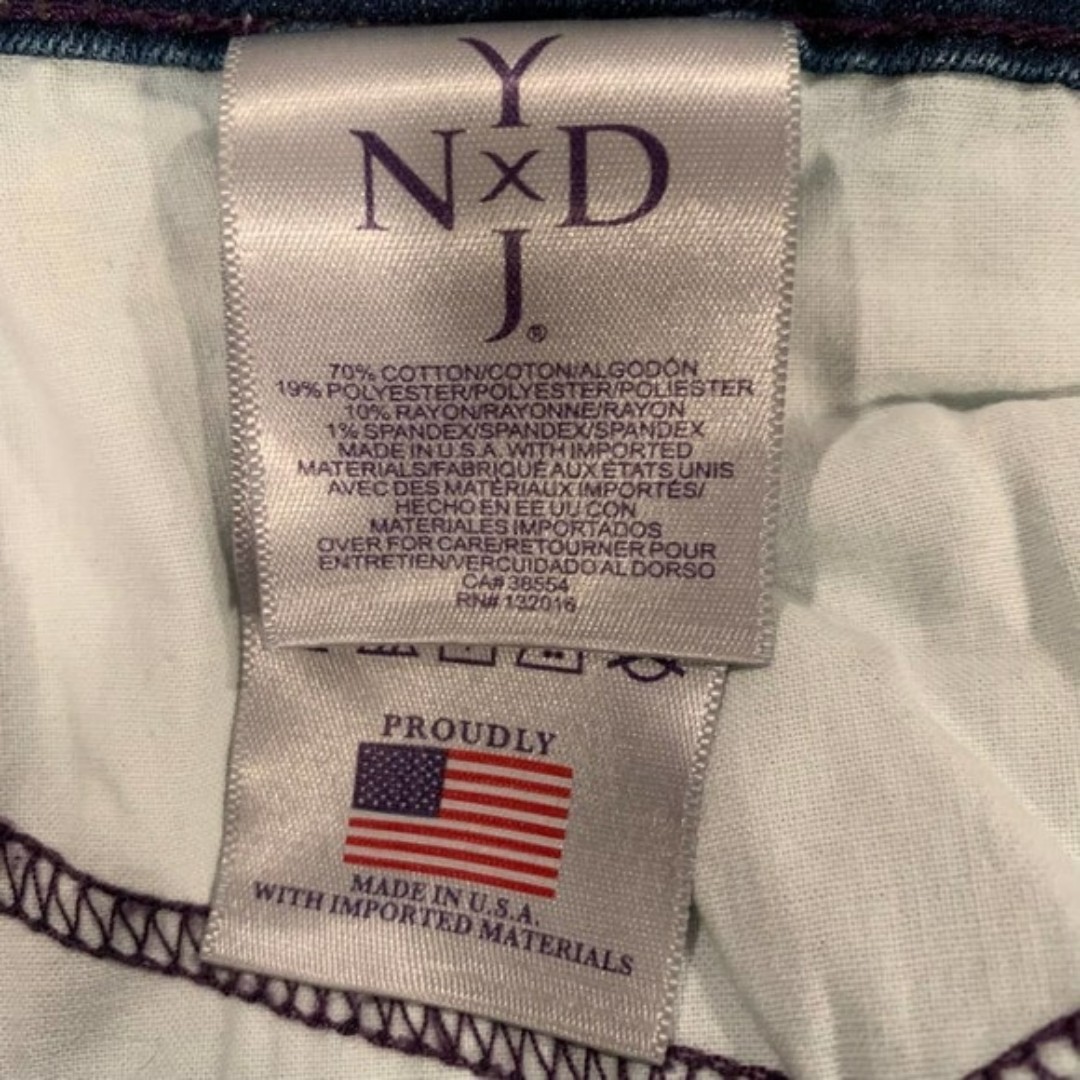 Y
N x D
J®
70% COTTON/COTON/ALGODÓN
19% POLYESTER/POLYESTER/POLIESTER
10% RAYON/RAYONNE/RAYON
1% SPANDEX/SPANDEX/SPANDEX
MADE IN U.S.A. WITH IMPORTED
MATERIALS/FABRIQUÉ AUX ÉTATS UNIS
AVEC DES MATÉRIAUX IMPORTÉS/
HECHO EN EE UU CON
MATERIALES IMPORTADOS
OVER FOR CARE/RETOURNER POUR
ENTRETIEN/VER CUIDADO AL DORSO
CA# 38554
RN# 132016
PROUDLY
MADE IN U.S.A.
WITH IMPORTED MATERIALS